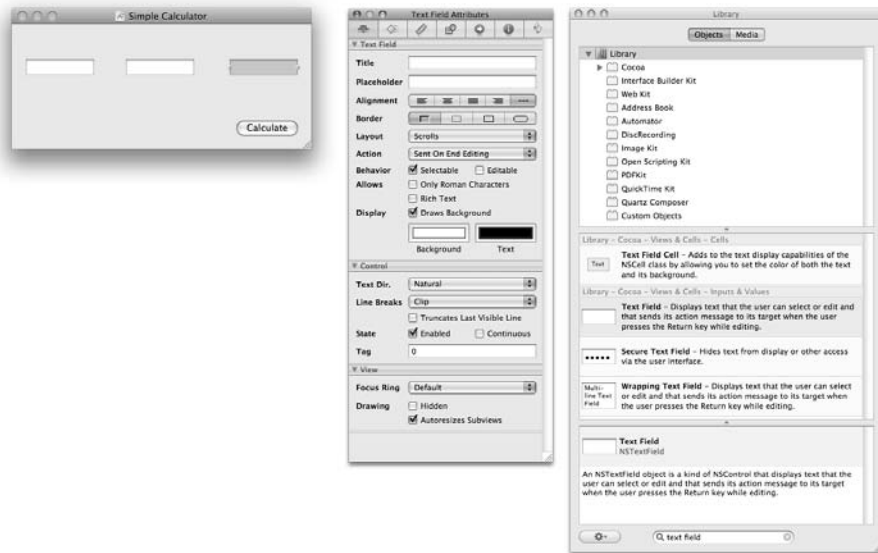 Simple Calculator
Calculate
Text Field Attributes
Text Field
Title
Placeholder
Alignment
Border
Layout Scrolls
Action Sent On End Editing
Behavior Selectable Editable
Allows Only Roman Characters
Rich Text
Display Draws Background
Background Text
Control
Text Dir. Natural
Line Breaks Clip
Truncates Last Visible Line
State Enabled Continuous
Tag 0
View
Focus Ring Default
Drawing Hidden
Autoresizes Subviews
Library
Objects Media
Library
Cocoa
Interface Builder Kit
Web Kit
Address Book
Automator
DiscRecording
Image Kit
Open Scripting Kit
PDFKit
QuickTime Kit
Quartz Composer
Custom Objects
Library – Cocoa – Views & Cells – Cells
Text
Text Field Cell – Adds to the text display capabilities of the
NSCell class by allowing you to set the color of both the text
and its background.
Library – Cocoa – Views & Cells – Inputs & Values
Text Field – Displays text that the user can select or edit and
that sends its action message to its target when the user
presses the Return key while editing.
Secure Text Field – Hides text from display or other access
via the user interface.
Multi-
line Text
Field
Wrapping Text Field – Displays text that the user can select
or edit and that sends its action message to its target when
the user presses the Return key while editing.
Text Field
NSTextField
An NSTextField object is a kind of NSControl that displays text that the
user can select or edit and that sends its action message to its target
when the user presses the Return key while editing.
text field